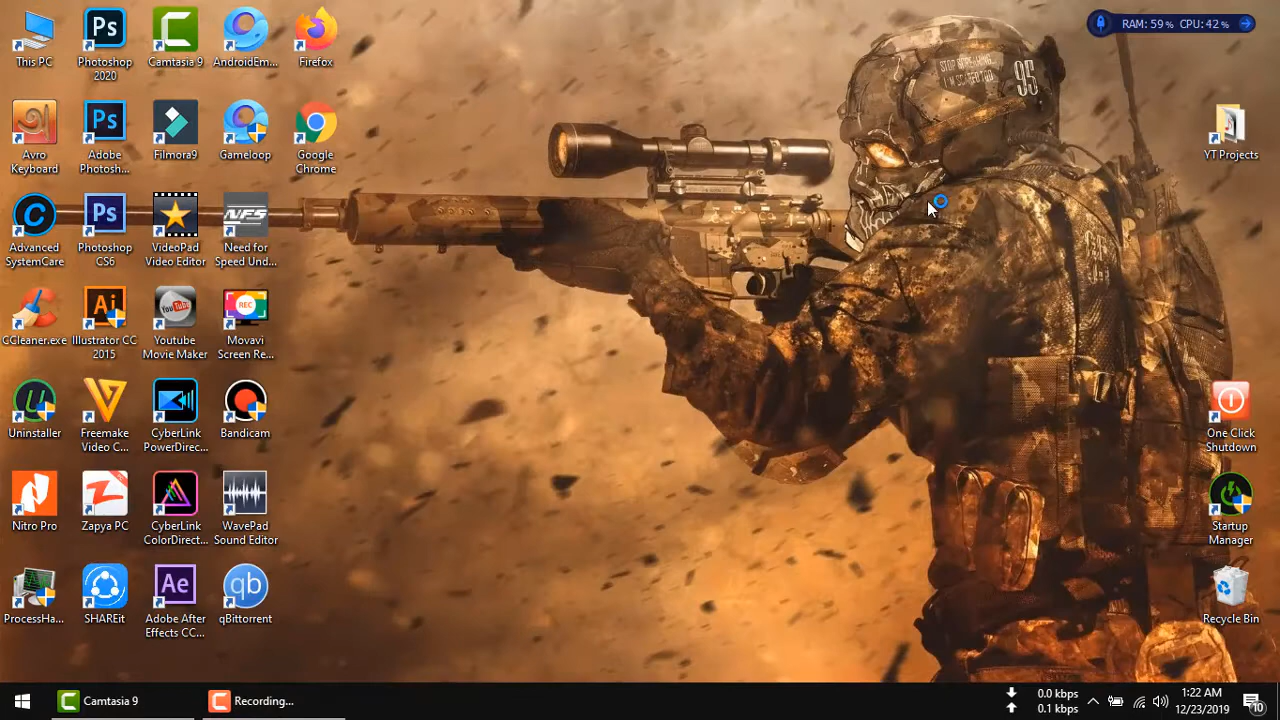 This PC
Photoshop
2020
Camtasia 9
AndroidEm...
Firefox
Avro
Keyboard
Adobe
Photosh...
Filmora9
Gameloop
Google
Chrome
Advanced
SystemCare
Photoshop
CS6
VideoPad
Video Editor
NFS
Need for
Speed Und...
CCleaner.exe
Illustrator CC
2015
Youtube
Movie Maker
REC
Movavi
Screen Re...
Uninstaller
Freemake
Video C...
CyberLink
PowerDirec...
Bandicam
Nitro Pro
Zapya PC
CyberLink
ColorDirect...
WavePad
Sound Editor
ProcessHa...
SHAREit
Adobe After
Effects CC...
qBittorrent
RAM: 59 % CPU: 42 %
95
YT Projects
One Click
Shutdown
Startup
Manager
Recycle Bin
Camtasia 9
Recording...
0.0 kbps
0.1 kbps
1:22 AM
12/23/2019
10